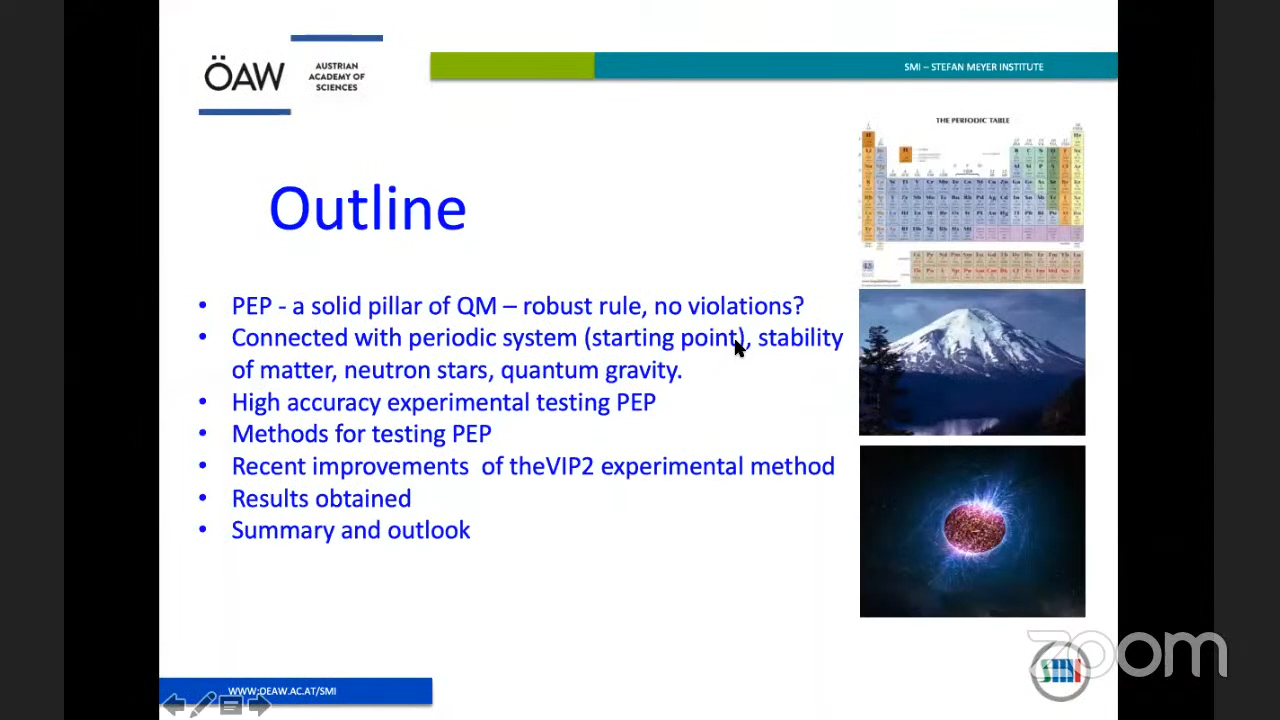 ÖAW
AUSTRIAN
ACADEMY OF
SCIENCES
SMI – STEFAN MEYER INSTITUTE
THE PERIODIC TABLE
Outline
• PEP - a solid pillar of QM – robust rule, no violations?
• Connected with periodic system (starting point), stability
of matter, neutron stars, quantum gravity.
• High accuracy experimental testing PEP
• Methods for testing PEP
• Recent improvements of theVIP2 experimental method
• Results obtained
• Summary and outlook
zoom
smi
WWW.OEAW.AC.AT/SMI